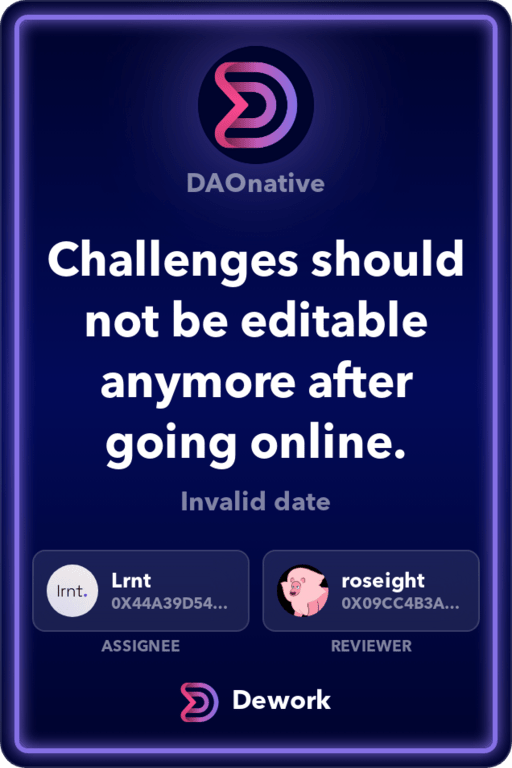 DAOnative
Challenges should
not be editable
anymore after
going online.
Invalid date
lrnt.
Lrnt
0X44A39D54...
ASSIGNEE
roseight
0X09CC4B3A...
REVIEWER
Dework